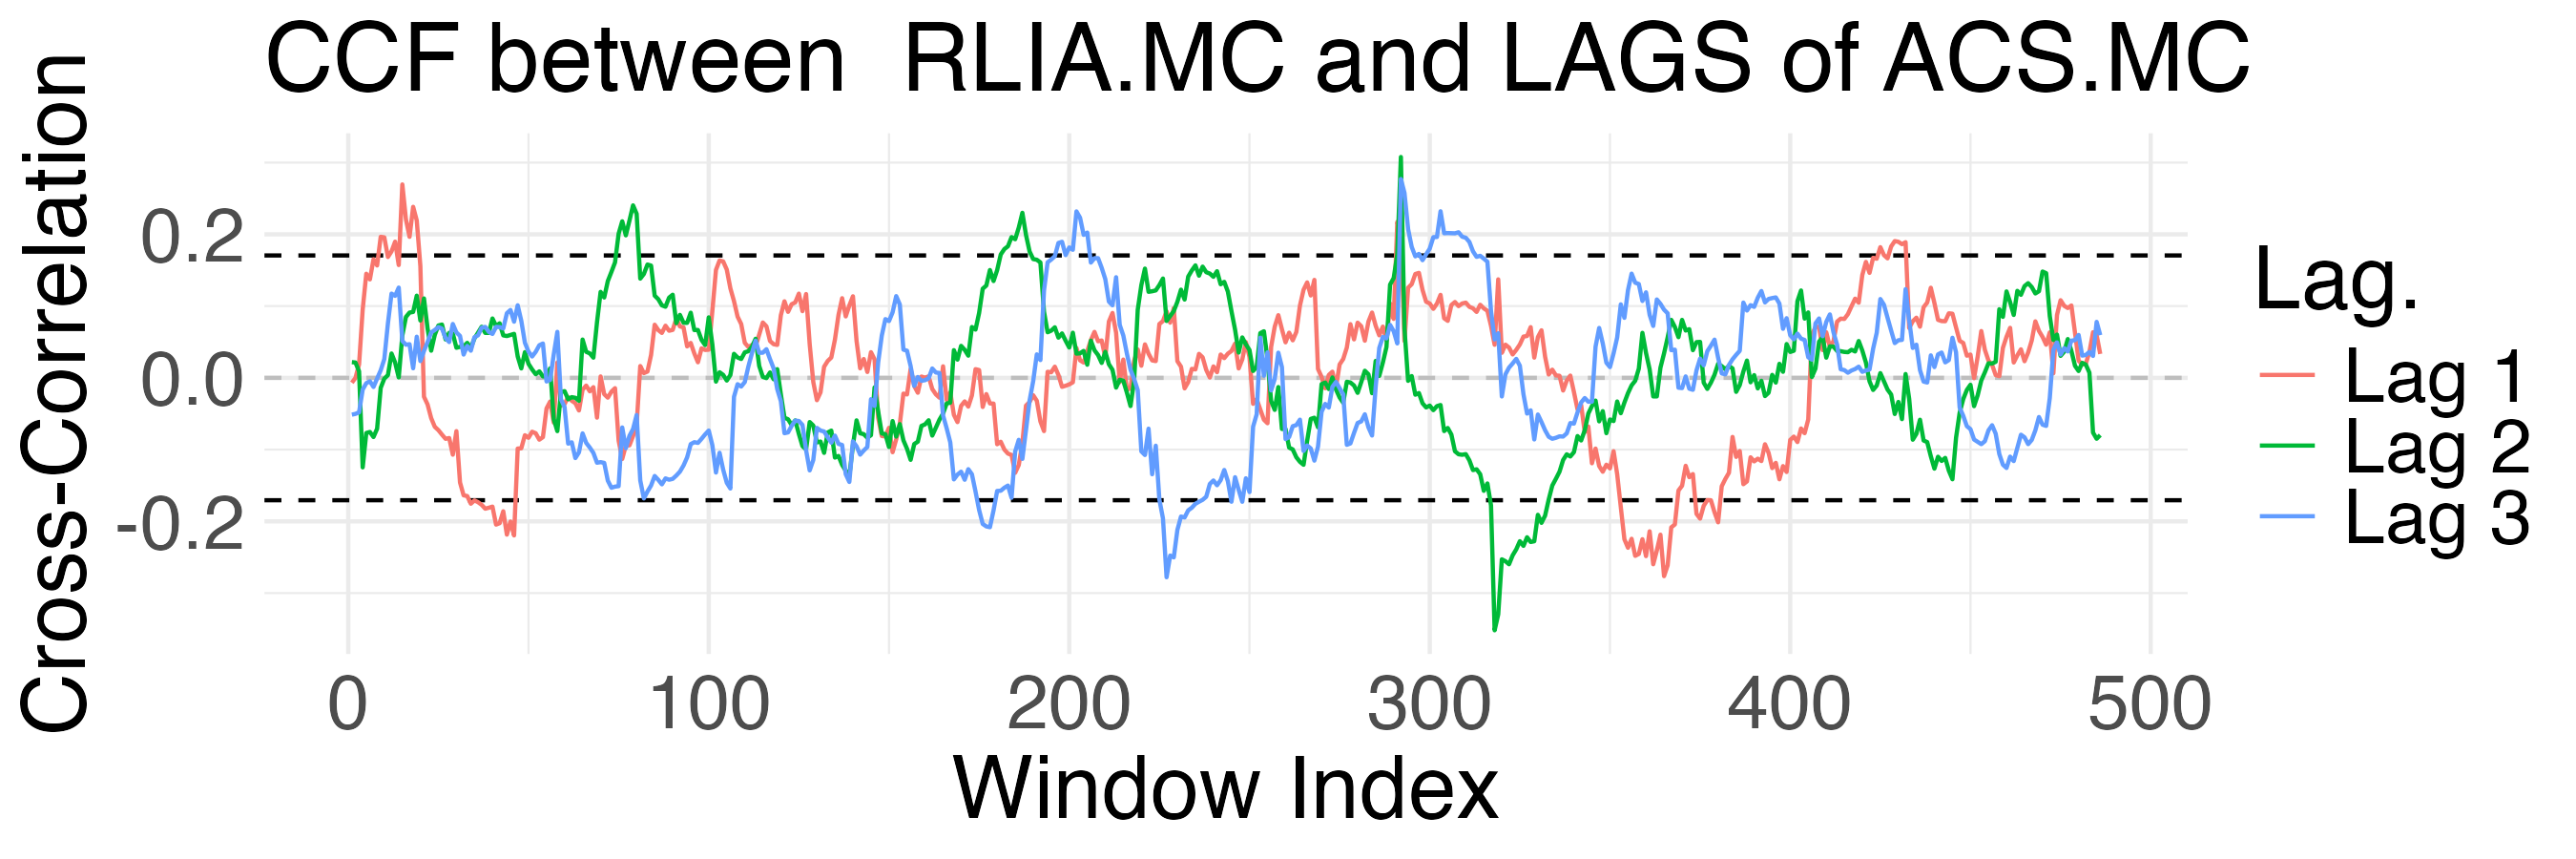 CCF between  RLIA.MC and LAGS of ACS.MC
Cross-Correlation
0.2
0.0
-0.2
0
100
200
300
400
500
Window Index
Lag.
Lag 1
Lag 2
Lag 3